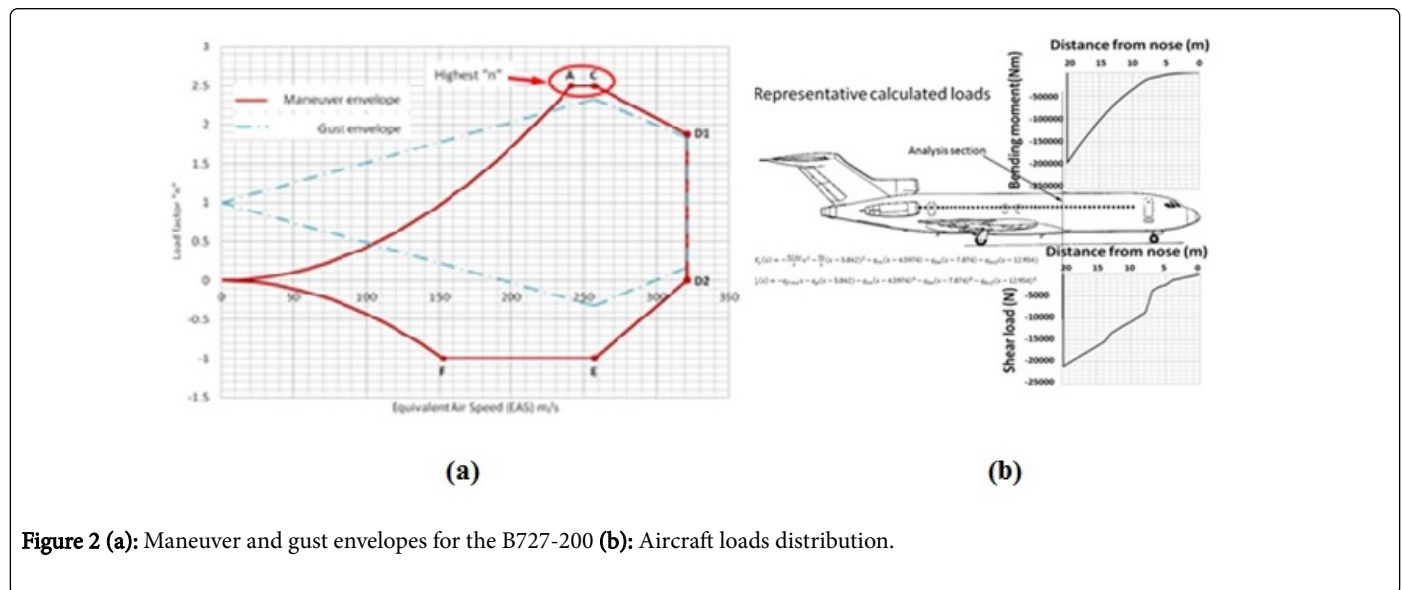 Highest "n"
A C
Maneuver envelope
Gust envelope
D1
D2
F
E
3
2.5
2
1.5
1
0.5
0
-0.5
-1
-1.5
0
50
100
150
200
250
300
350
Load factor "n"
Equivalent Air Speed (EAS) m/s
(a)
Representative calculated loads
Analysis section
Distance from nose (m)
20 15 10 5 0
Bending moment(Nm)
-50000
-100000
-150000
-200000
Distance from nose (m)
20 15 10 5 0
Shear load (N)
-5000
-10000
-15000
-20000
-25000
(b)
Figure 2 (a): Maneuver and gust envelopes for the B727-200 (b): Aircraft loads distribution.